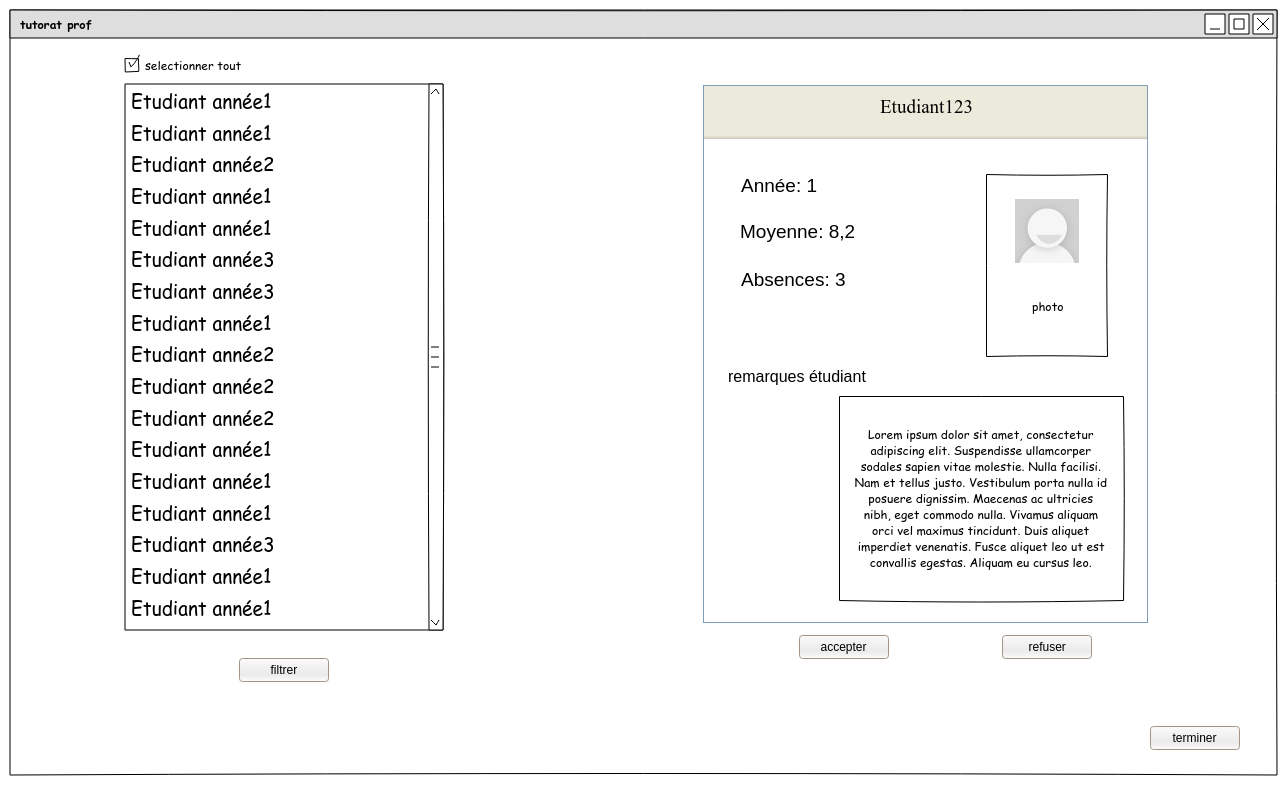 tutorat prof
selectionner tout
Etudiant année1
Etudiant année1
Etudiant année2
Etudiant année1
Etudiant année1
Etudiant année3
Etudiant année3
Etudiant année1
Etudiant année2
Etudiant année2
Etudiant année2
Etudiant année1
Etudiant année1
Etudiant année1
Etudiant année3
Etudiant année1
Etudiant année1
filtrer
Etudiant123
Année: 1
Moyenne: 8,2
Absences: 3
photo
remarques étudiant
Lorem ipsum dolor sit amet, consectetur
adipiscing elit. Suspendisse ullamcorper
sodales sapien vitae molestie. Nulla facilisi.
Nam et tellus justo. Vestibulum porta nulla id
posuere dignissim. Maecenas ac ultricies
nibh, eget commodo nulla. Vivamus aliquam
orci vel maximus tincidunt. Duis aliquet
imperdiet venenatis. Fusce aliquet leo ut est
convallis egestas. Aliquam eu cursus leo.
accepter
refuser
terminer